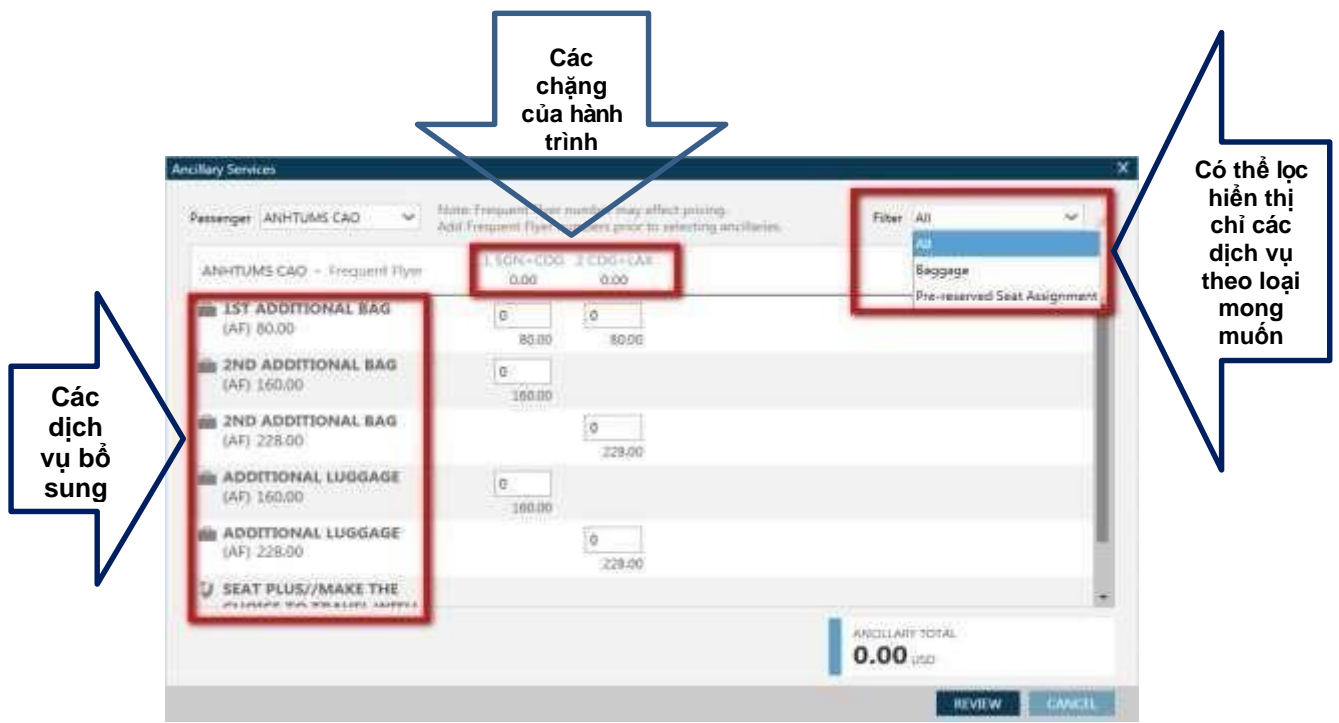 Các
chặng
của hành
trình
Có thể lọc
hiển thị
chỉ các
dịch vụ
theo loại
mong
muốn
Các
dịch
vụ bổ
sung
Ancillary Services X
Passenger ANHTUMS CAO
Note: Frequent Flyer number may affect pricing.
Add Frequent Flyer numbers prior to selecting ancillaries.
Filter All
All
Baggage
Pre-reserved Seat Assignment
ANHTUMS CAO - Frequent Flyer
1 SGN-CDG 2 CDG-LAX
0.00 0.00
1ST ADDITIONAL BAG
(AF) 80.00
0 0
80.00 80.00
2ND ADDITIONAL BAG
(AF) 160.00
0
160.00
2ND ADDITIONAL BAG
(AF) 228.00
0
228.00
ADDITIONAL LUGGAGE
(AF) 160.00
0
160.00
ADDITIONAL LUGGAGE
(AF) 228.00
0
228.00
SEAT PLUS//MAKE THE
CHOICE TO TRAVEL WITH
ANCILLARY TOTAL
0.00 USD
REVIEW CANCEL